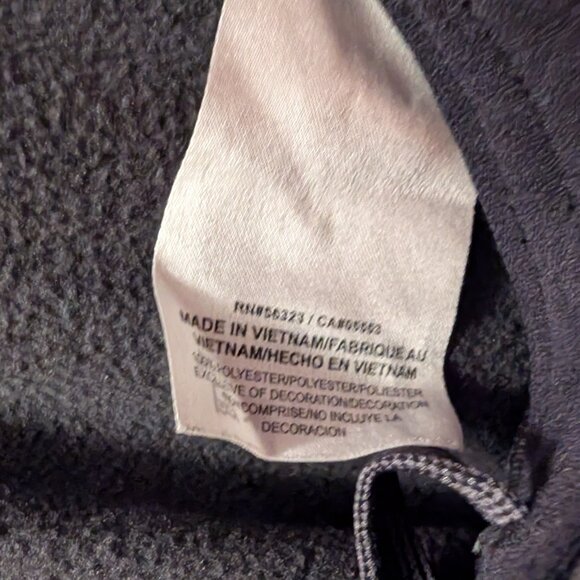 RN#56323 / CA#05553
MADE IN VIETNAM/FABRIQUE AU
VIETNAM/HECHO EN VIETNAM
100% POLYESTER/POLYESTER/POLIESTER
EXCLUSIVE OF DECORATION/DECORATION
COMPRISE/NO INCLUYE LA
DECORACION